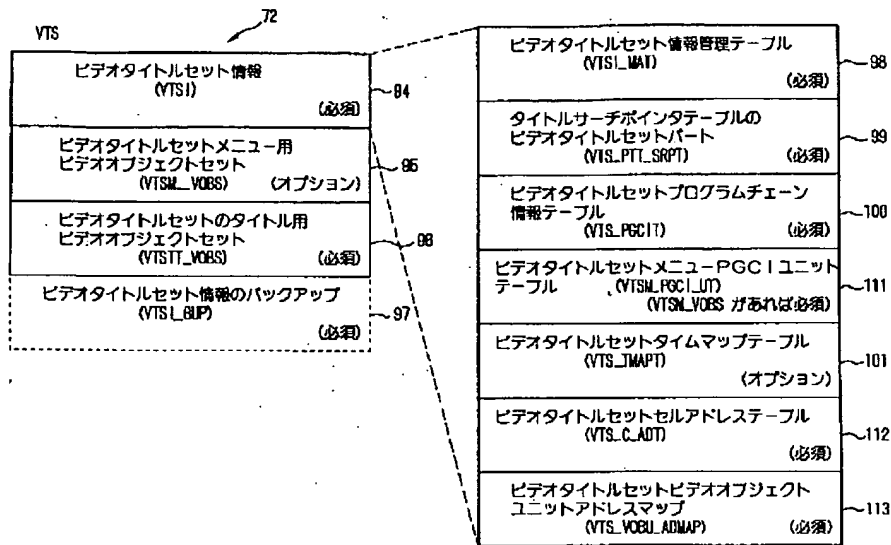 72
VTS
ビデオタイトルセット情報
(VTSI)
(必須)
94
ビデオタイトルセットメニュー用
ビデオオブジェクトセット
(VTSM_VOBS) (オプション)
95
ビデオタイトルセットのタイトル用
ビデオオブジェクトセット
(VTSTT_VOBS) (必須)
96
ビデオタイトルセット情報のバックアップ
(VTSI_BUP)
(必須)
97
ビデオタイトルセット情報管理テーブル
(VTSI_MAT)
(必須)
98
タイトルサーチポインタテーブルの
ビデオタイトルセットパート
(VTS_PTT_SRPT) (必須)
99
ビデオタイトルセットプログラムチェーン
情報テーブル
(VTS_PGCIT) (必須)
100
ビデオタイトルセットメニューPGCIユニット
テーブル (VTSM_PGCI_UT)
(VTSM_VOBS があれば必須)
111
ビデオタイトルセットタイムマップテーブル
(VTS_TMAPT)
(オプション)
101
ビデオタイトルセットセルアドレステーブル
(VTS_C_ADT)
(必須)
112
ビデオタイトルセットビデオオブジェクト
ユニットアドレスマップ
(VTS_VOBU_ADMAP) (必須)
113